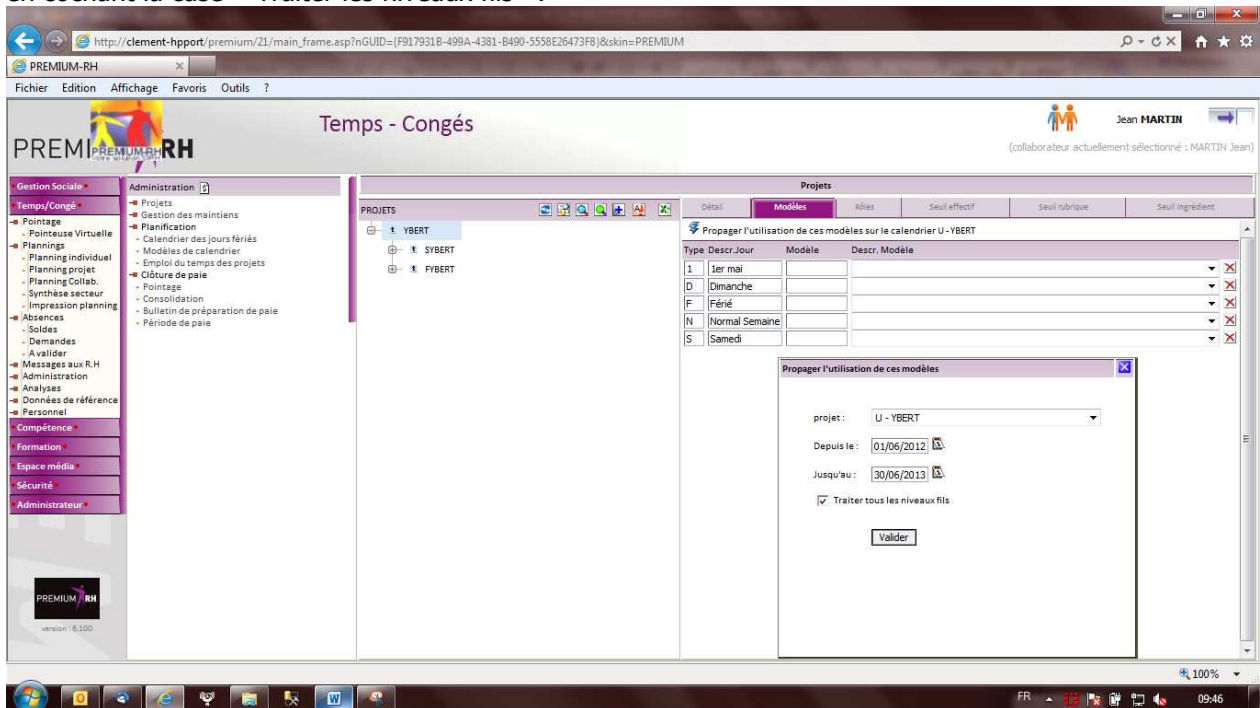 en cochant la case « Traiter les niveaux fils ».
http://clement-hpport/premium/21/main_frame.asp?nGUID={F917931B-499A-4381-B490-5558E26473F8}&skin=PREMIUM
PREMIUM-RH
Fichier Edition Affichage Favoris Outils ?
PREMIUM-RH
Temps - Congés
Jean MARTIN
(collaborateur actuellement sélectionné : MARTIN Jean)
Gestion Sociale
Temps/Congé
Pointage
Pointeuse Virtuelle
Plannings
Planning individuel
Planning projet
Planning Collab.
Synthèse secteur
Impression planning
Absences
Soldes
Demandes
A valider
Messages aux R.H
Administration
Analyses
Données de référence
Personnel
Compétence
Formation
Espace média
Sécurité
Administrateur
PREMIUM RH
version : 6.100
Administration
Projets
Gestion des maintiens
Planification
Calendrier des jours fériés
Modèles de calendrier
Emploi du temps des projets
Clôture de paie
Pointage
Consolidation
Bulletin de préparation de paie
Période de paie
Projets
PROJETS
YBERT
SYBERT
FYBERT
Détail Modèles Rôles Seuil effectif Seuil rubrique Seuil Ingrédient
Propager l'utilisation de ces modèles sur le calendrier U - YBERT
Type Descr.Jour Modèle Descr. Modèle
1 1er mai
D Dimanche
F Férié
N Normal Semaine
S Samedi
Propager l'utilisation de ces modèles
projet : U - YBERT
Depuis le : 01/06/2012
Jusqu'au : 30/06/2013
Traiter tous les niveaux fils
Valider
100%
FR 09:46